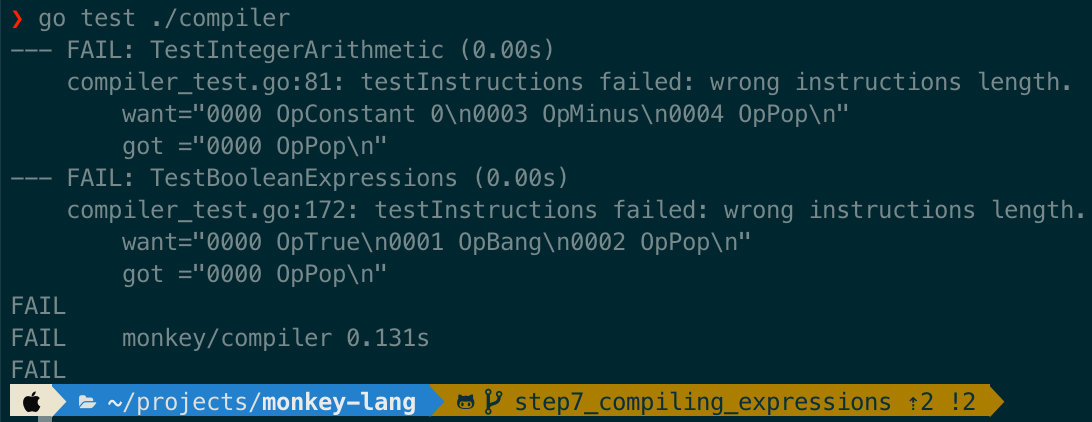 ❯ go test ./compiler
--- FAIL: TestIntegerArithmetic (0.00s)
    compiler_test.go:81: testInstructions failed: wrong instructions length.
        want="0000 OpConstant 0\n0003 OpMinus\n0004 OpPop\n"
        got ="0000 OpPop\n"
--- FAIL: TestBooleanExpressions (0.00s)
    compiler_test.go:172: testInstructions failed: wrong instructions length.
        want="0000 OpTrue\n0001 OpBang\n0002 OpPop\n"
        got ="0000 OpPop\n"
FAIL
FAIL    monkey/compiler 0.131s
FAIL
~/projects/monkey-lang step7_compiling_expressions ⇡2 !2